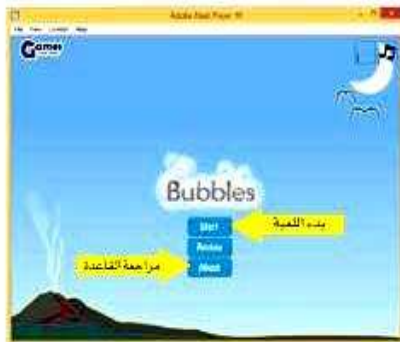 Adobe Flash Player 10
File View Control Help
Games
Bubbles
Start
بدء اللعبة
Review
About
مراجعة القاعدة